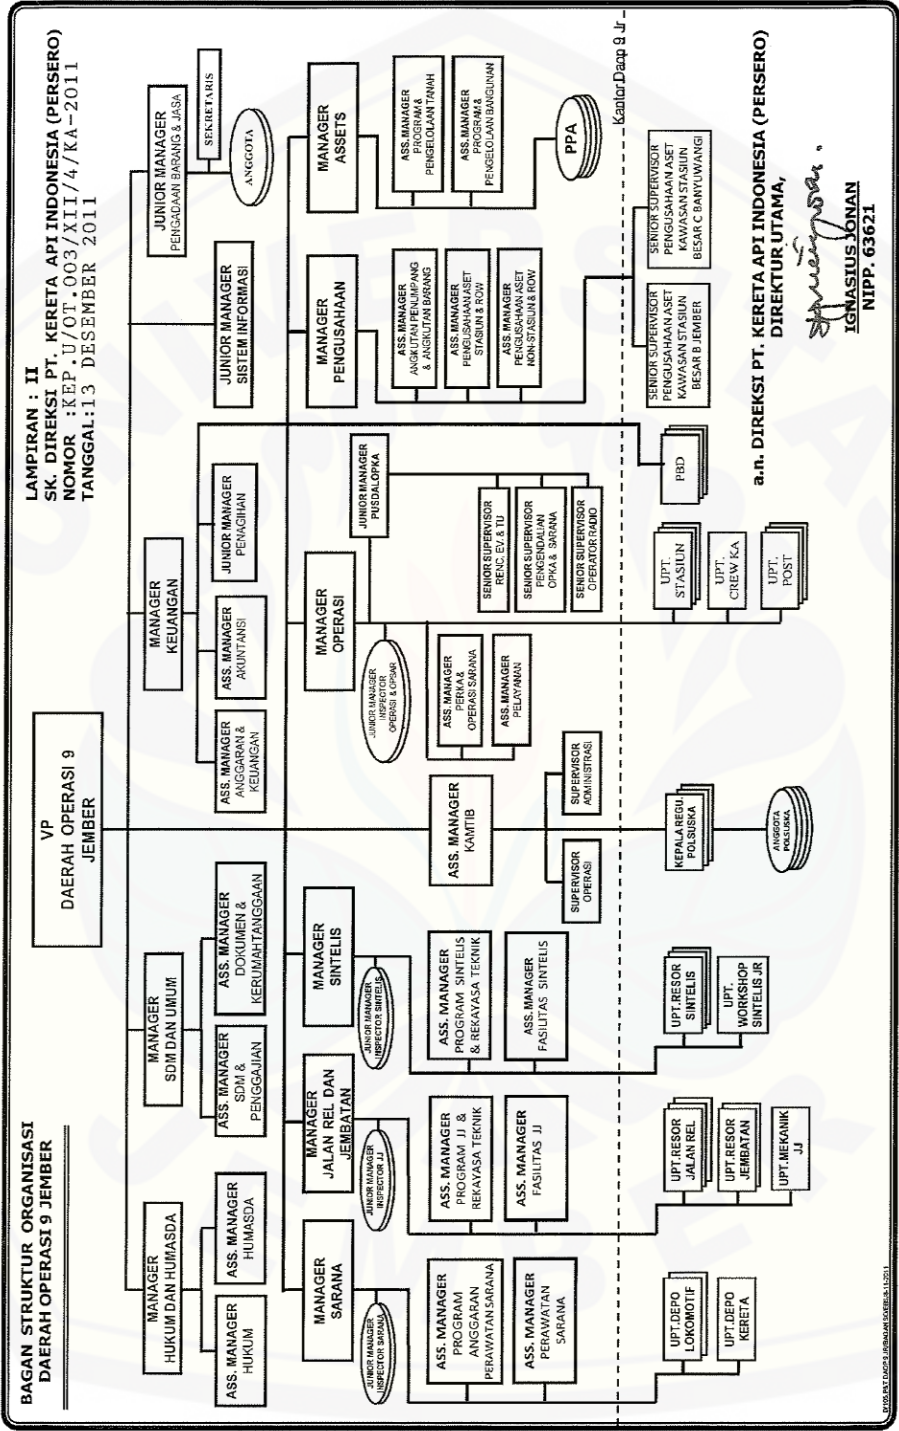 BAGAN STRUKTUR ORGANISASI
DAERAH OPERASI 9 JEMBER
LAMPIRAN : II
SK. DIREKSI PT. KERETA API INDONESIA (PERSERO)
NOMOR : KEP.U/OT.003/XII/4/KA-2011
TANGGAL:13 DESEMBER 2011
VP
DAERAH OPERASI 9
JEMBER
MANAGER
HUKUM DAN HUMASDA
ASS. MANAGER
HUKUM
ASS. MANAGER
HUMASDA
MANAGER
SDM DAN UMUM
ASS. MANAGER
SDM &
PENGGAJIAN
ASS. MANAGER
DOKUMEN &
KERUMAHTANGGAAN
MANAGER
KEUANGAN
ASS. MANAGER
ANGGARAN &
KEUANGAN
ASS. MANAGER
AKUNTANSI
JUNIOR MANAGER
PENAGIHAN
JUNIOR MANAGER
SISTEM INFORMASI
JUNIOR MANAGER
PENGADAAN BARANG & JASA
SEKRETARIS
ANGGOTA
MANAGER
SARANA
JUNIOR MANAGER
INSPECTOR SARANA
ASS. MANAGER
PROGRAM
ANGGARAN
PERAWATAN SARANA
ASS. MANAGER
PERAWATAN
SARANA
UPT.DEPO
LOKOMOTIF
UPT.DEPO
KERETA
MANAGER
JALAN REL DAN
JEMBATAN
JUNIOR MANAGER
INSPECTOR JJ
ASS. MANAGER
PROGRAM JJ &
REKAYASA TEKNIK
ASS. MANAGER
FASILITAS JJ
UPT.RESOR
JALAN REL
UPT.RESOR
JEMBATAN
UPT.MEKANIK
JJ
MANAGER
SINTELIS
JUNIOR MANAGER
INSPECTOR SINTELIS
ASS. MANAGER
PROGRAM SINTELIS
& REKAYASA TEKNIK
ASS. MANAGER
FASILITAS SINTELIS
UPT.RESOR
SINTELIS
UPT.
WORKSHOP
SINTELIS JR
ASS. MANAGER
KAMTIB
SUPERVISOR
OPERASI
SUPERVISOR
ADMINISTRASI
KEPALA REGU.
POLSUSKA
ANGGOTA
POLSUSKA
MANAGER
OPERASI
JUNIOR MANAGER
INSPECTOR
OPERASI & OPSAR
ASS. MANAGER
PERKA &
OPERASI SARANA
ASS. MANAGER
PELAYANAN
JUNIOR MANAGER
PUSDALOPKA
SENIOR SUPERVISOR
RENC, EV. & TU
SENIOR SUPERVISOR
PENGENDALIAN
OPKA & SARANA
SENIOR SUPERVISOR
OPERATOR RADIO
UPT.
STASIUN
UPT.
CREW KA
UPT.
POST
PBD
MANAGER
PENGUSAHAAN
ASS. MANAGER
ANGKUTAN PENUMPANG
& ANGKUTAN BARANG
ASS. MANAGER
PENGUSAHAAN ASET
STASIUN & ROW
ASS. MANAGER
PENGUSAHAAN ASET
NON-STASIUN & ROW
SENIOR SUPERVISOR
PENGUSAHAAN ASET
KAWASAN STASIUN
BESAR B JEMBER
SENIOR SUPERVISOR
PENGUSAHAAN ASET
KAWASAN STASIUN
BESAR C BANYUWANGI
MANAGER
ASSETS
ASS. MANAGER
PROGRAM &
PENGELOLAAN TANAH
ASS. MANAGER
PROGRAM &
PENGELOLAAN BANGUNAN
PPA
Kantor Daop 9 Jr
a.n. DIREKSI PT. KERETA API INDONESIA (PERSERO)
DIREKTUR UTAMA,
IGNASIUS JONAN
NIPP. 63621